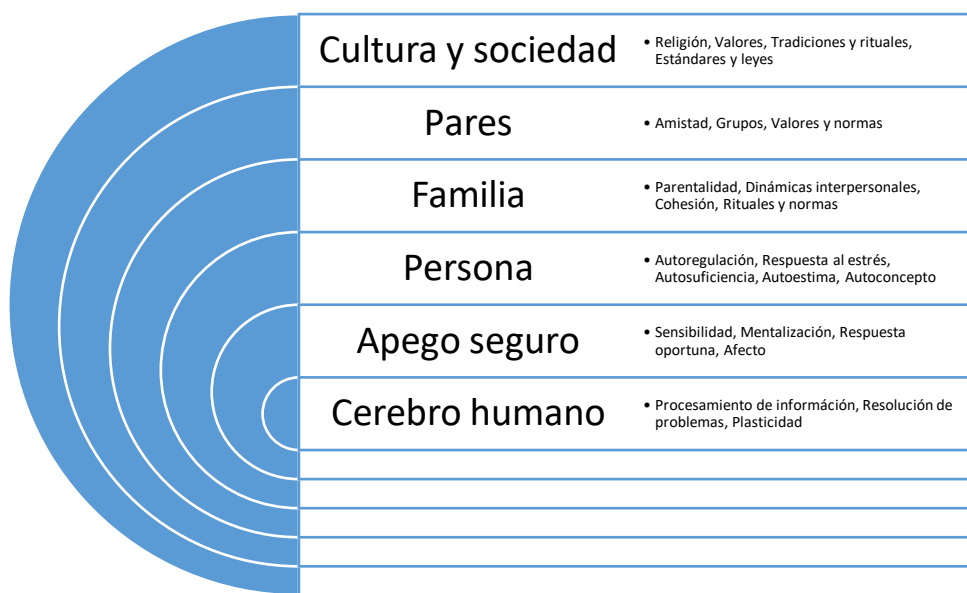 Cultura y sociedad
• Religión, Valores, Tradiciones y rituales,
Estándares y leyes
Pares
• Amistad, Grupos, Valores y normas
Familia
• Parentalidad, Dinámicas interpersonales,
Cohesión, Rituales y normas
Persona
• Autoregulación, Respuesta al estrés,
Autosuficiencia, Autoestima, Autoconcepto
Apego seguro
• Sensibilidad, Mentalización, Respuesta
oportuna, Afecto
Cerebro humano
• Procesamiento de információn, Resolución de
problemas, Plasticidad